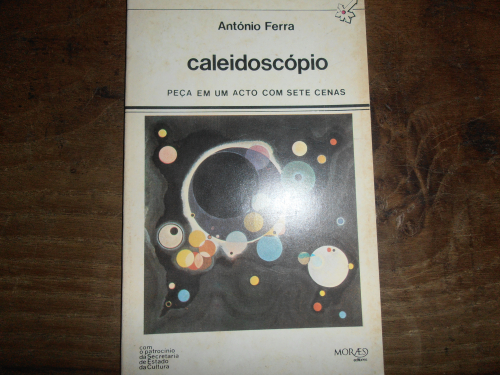 António Ferra
caleidoscópio
PEÇA EM UM ACTO COM SETE CENAS
com
o patrocínio
da Secretaria
de Estado
da Cultura
MORÆS
editores